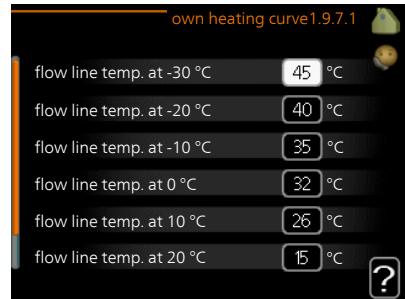 own heating curve1.9.7.1
flow line temp. at -30 °C 45 °C
flow line temp. at -20 °C 40 °C
flow line temp. at -10 °C 35 °C
flow line temp. at 0 °C 32 °C
flow line temp. at 10 °C 26 °C
flow line temp. at 20 °C 15 °C
?